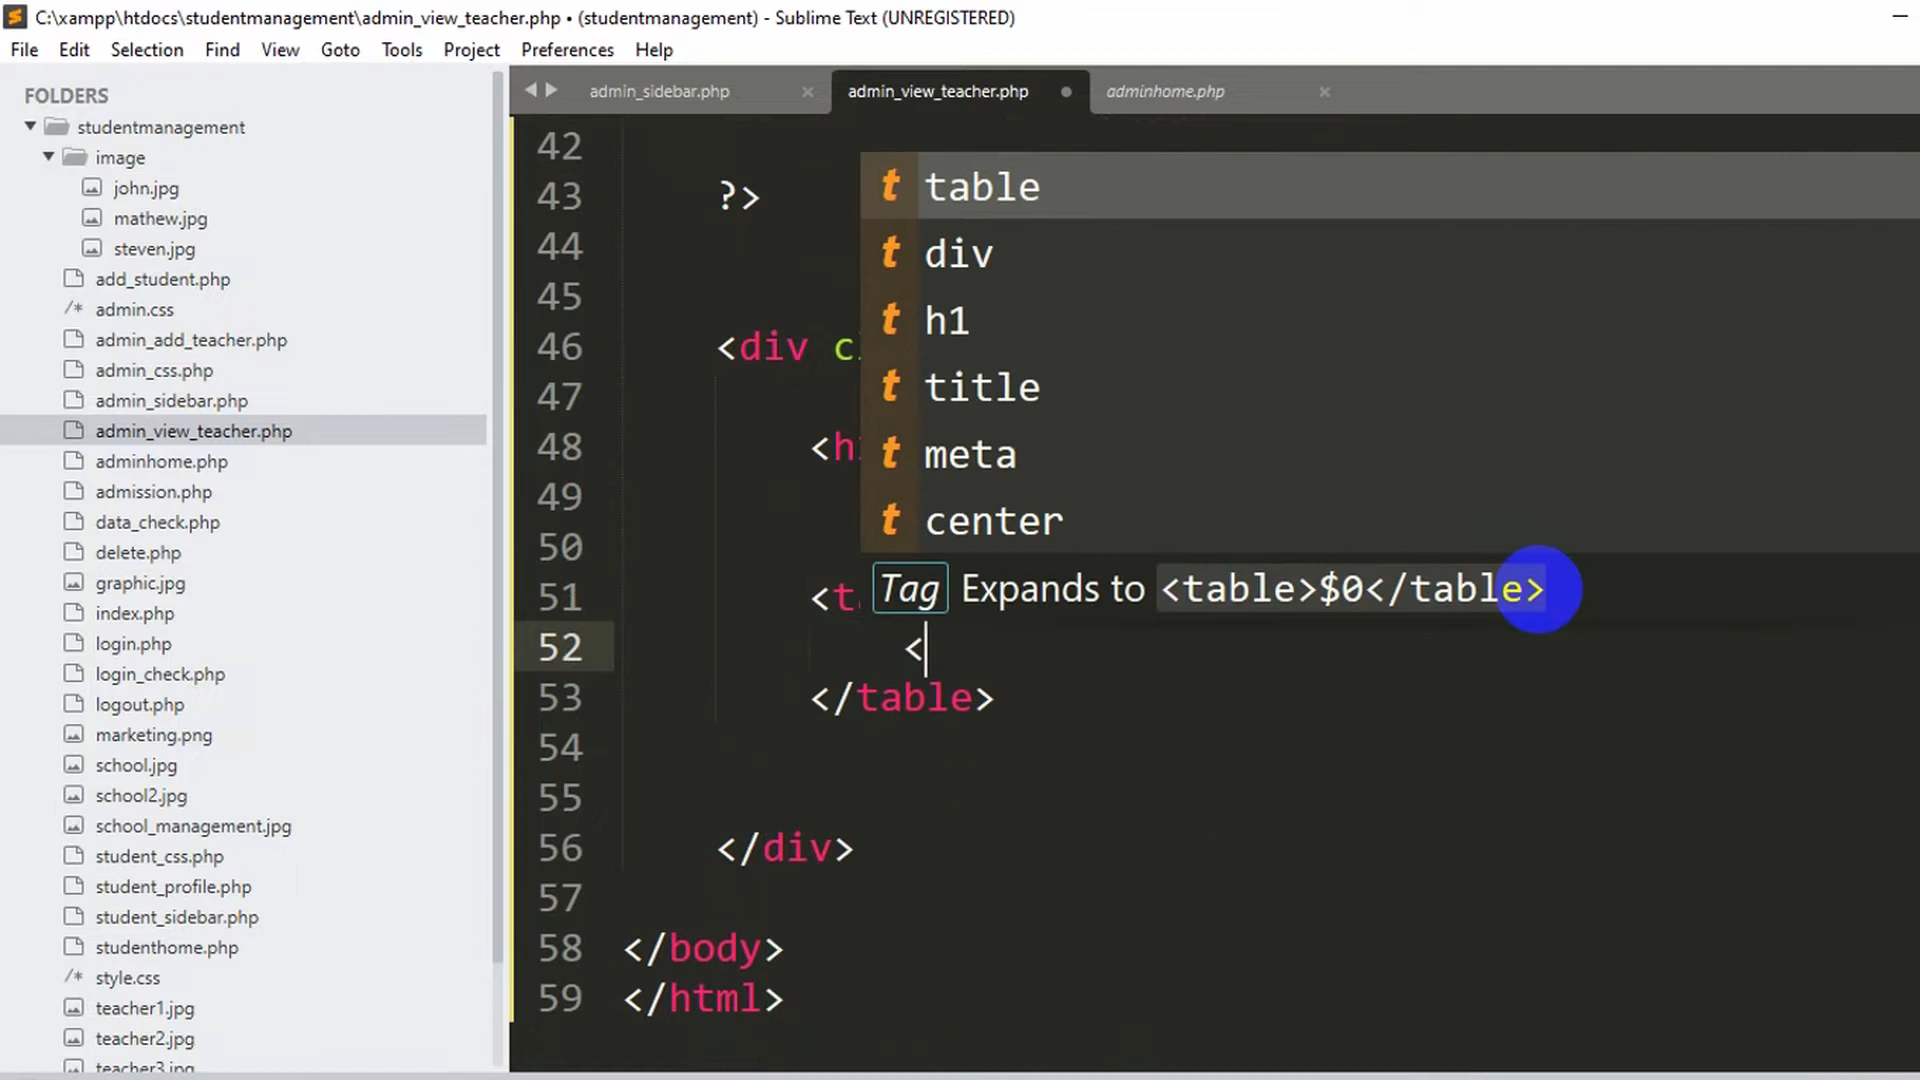 C:\xampp\htdocs\studentmanagement\admin_view_teacher.php • (studentmanagement) - Sublime Text (UNREGISTERED)
File Edit Selection Find View Goto Tools Project Preferences Help
FOLDERS
studentmanagement
image
john.jpg
mathew.jpg
steven.jpg
add_student.php
/* admin.css
admin_add_teacher.php
admin_css.php
admin_sidebar.php
admin_view_teacher.php
adminhome.php
admission.php
data_check.php
delete.php
graphic.jpg
index.php
login.php
login_check.php
logout.php
marketing.png
school.jpg
school2.jpg
school_management.jpg
student_css.php
student_profile.php
student_sidebar.php
studenthome.php
/* style.css
teacher1.jpg
teacher2.jpg
teacher3.jpg
admin_sidebar.php × admin_view_teacher.php adminhome.php ×
42
43 ?>
44
45
46 <div c
47
48 <h
49
50
51 <t
52 <
53 </table>
54
55
56 </div>
57
58 </body>
59 </html>
t table
t div
t h1
t title
t meta
t center
Tag Expands to <table>$0</table>